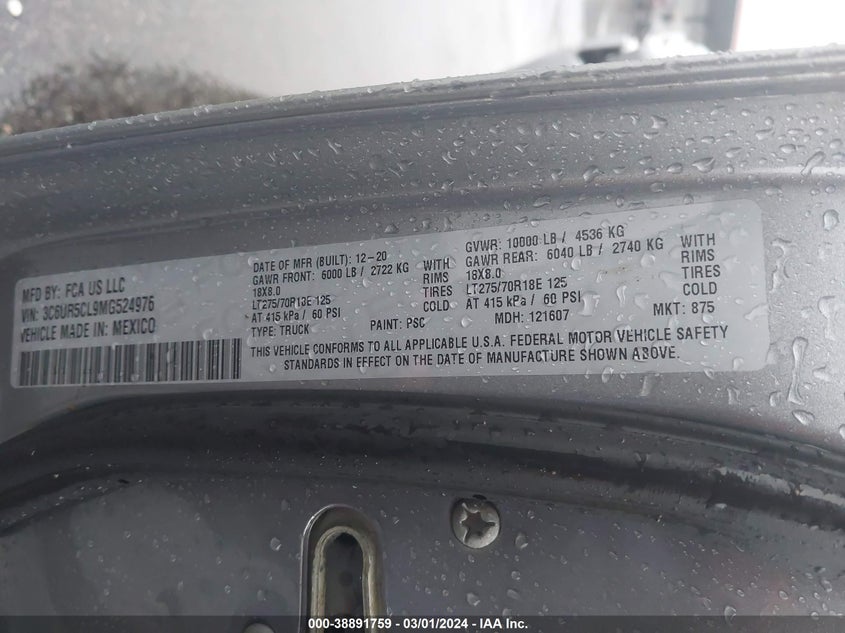 MFD BY: FCA US LLC
VIN: 3C6UR5CL9MG524976
VEHICLE MADE IN: MEXICO
DATE OF MFR (BUILT): 12-20
GAWR FRONT: 6000 LB / 2722 KG WITH
18X8.0 RIMS
LT275/70R18E 125 TIRES
AT 415 kPa / 60 PSI COLD
TYPE: TRUCK PAINT: PSC
GVWR: 10000 LB / 4536 KG
GAWR REAR: 6040 LB / 2740 KG WITH
18X8.0 RIMS
LT275/70R18E 125 TIRES
AT 415 kPa / 60 PSI COLD
MDH: 121607 MKT: 875
THIS VEHICLE CONFORMS TO ALL APPLICABLE U.S.A. FEDERAL MOTOR VEHICLE SAFETY
STANDARDS IN EFFECT ON THE DATE OF MANUFACTURE SHOWN ABOVE.
000-38891759 / 03/01/2024 - IAA Inc.